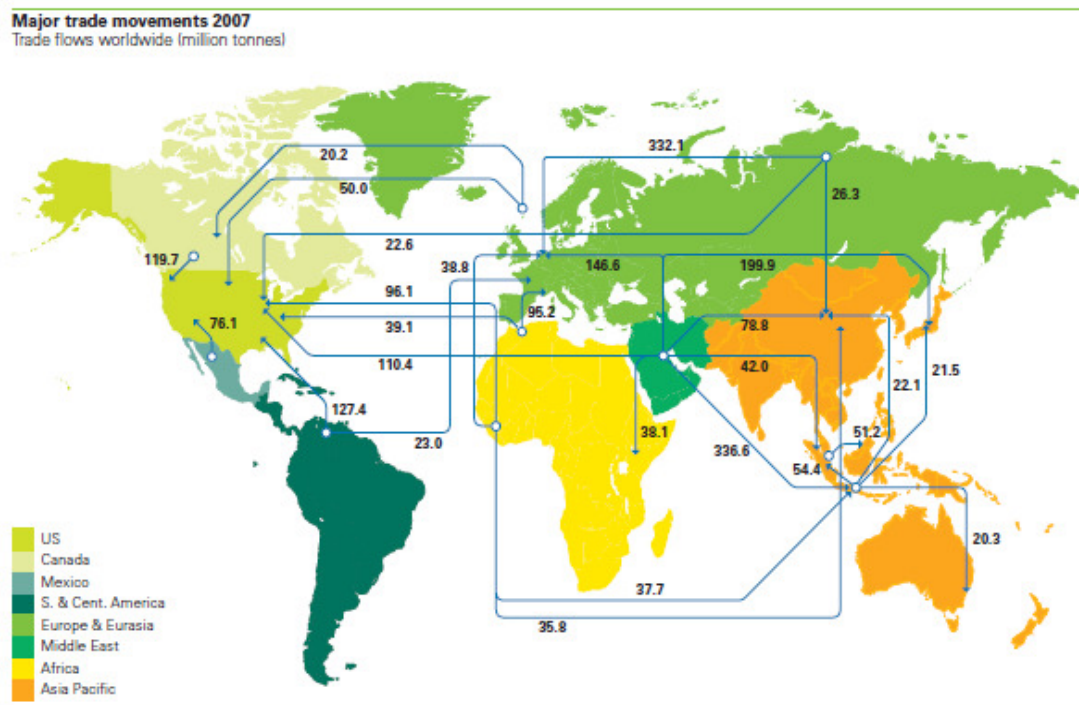 Major trade movements 2007
Trade flows worldwide (million tonnes)
20.2
332.1
50.0
26.3
22.6
119.7
38.8
146.6
199.9
96.1
95.2
76.1
39.1
78.8
110.4
42.0
21.5
22.1
127.4
23.0
38.1
51.2
336.6
54.4
20.3
37.7
35.8
US
Canada
Mexico
S. & Cent. America
Europe & Eurasia
Middle East
Africa
Asia Pacific